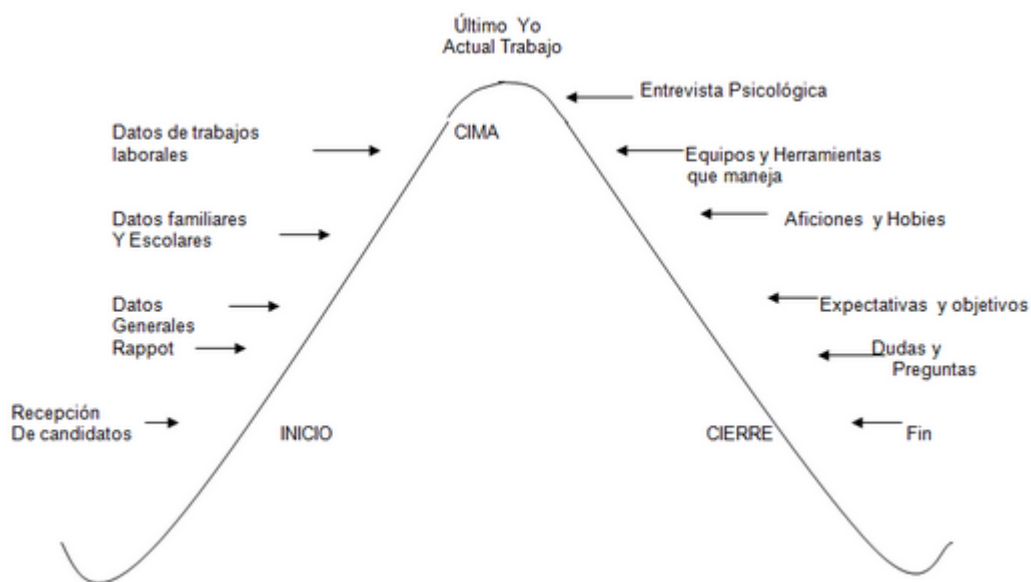 Último Yo
Actual Trabajo
Entrevista Psicológica
CIMA
Datos de trabajos
laborales
Equipos y Herramientas
que maneja
Datos familiares
Y Escolares
Aficiones y Hobies
Datos
Generales
Rappot
Expectativas y objetivos
Dudas y
Preguntas
Recepción
De candidatos
INICIO
CIERRE
Fin